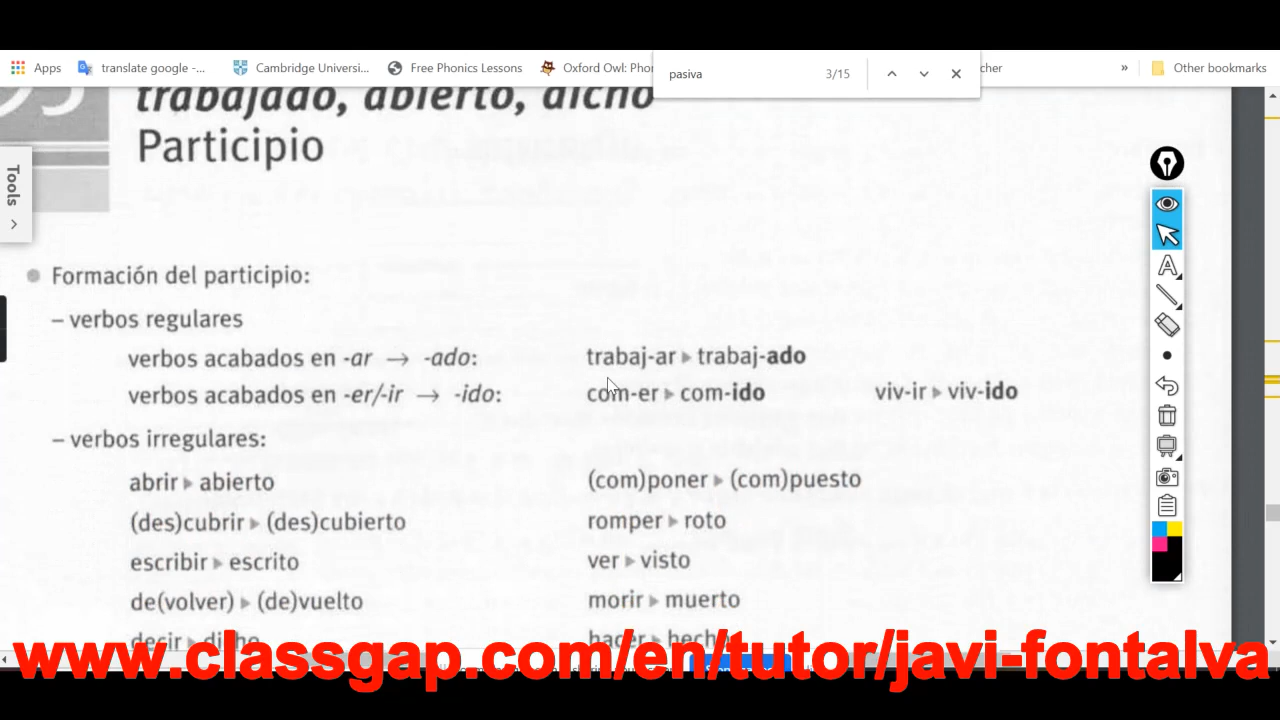 Apps translate google -... Cambridge Universi... Free Phonics Lessons Oxford Owl: Pho cher » Other bookmarks
pasiva 3/15
trabajado, abierto, dicho
Participio
Tools
Formación del participio:
– verbos regulares
verbos acabados en -ar → -ado: trabaj-ar ▸ trabaj-ado
verbos acabados en -er/-ir → -ido: com-er ▸ com-ido viv-ir ▸ viv-ido
– verbos irregulares:
abrir ▸ abierto (com)poner ▸ (com)puesto
(des)cubrir ▸ (des)cubierto romper ▸ roto
escribir ▸ escrito ver ▸ visto
de(volver) ▸ (de)vuelto morir ▸ muerto
decir ▸ dicho hacer ▸ hecho
www.classgap.com/en/tutor/javi-fontalva